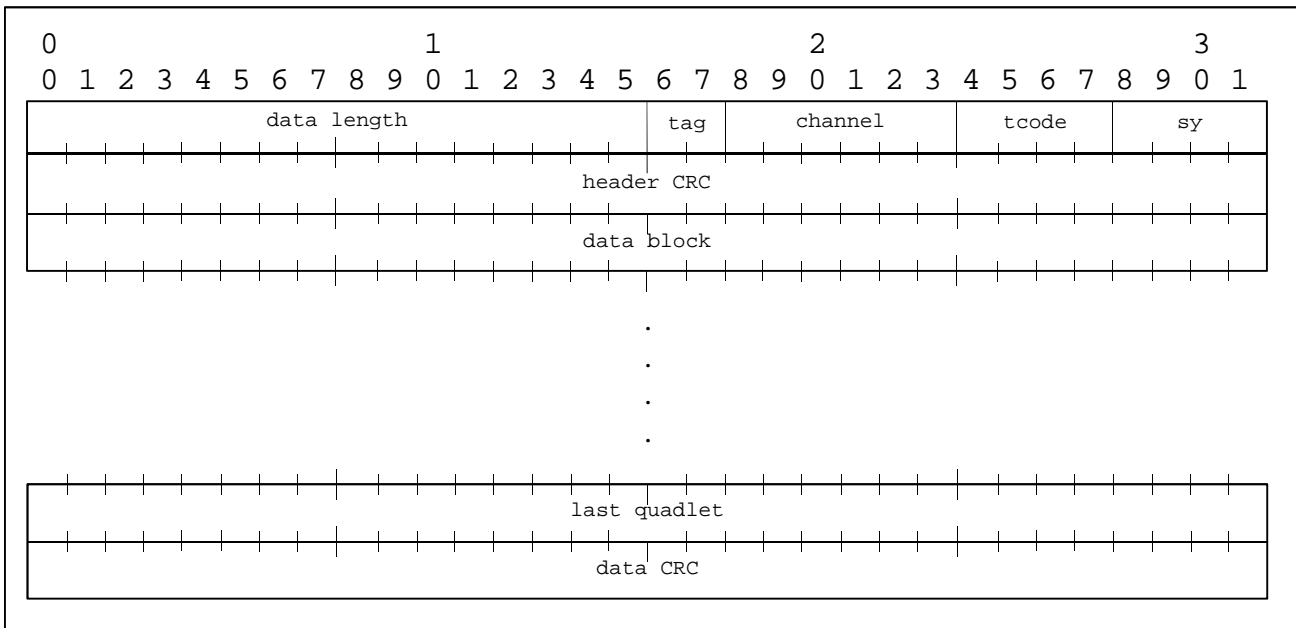 0 1 2 3
0 1 2 3 4 5 6 7 8 9 0 1 2 3 4 5 6 7 8 9 0 1 2 3 4 5 6 7 8 9 0 1
data length tag channel tcode sy
header CRC
data block
.
.
.
.
last quadlet
data CRC